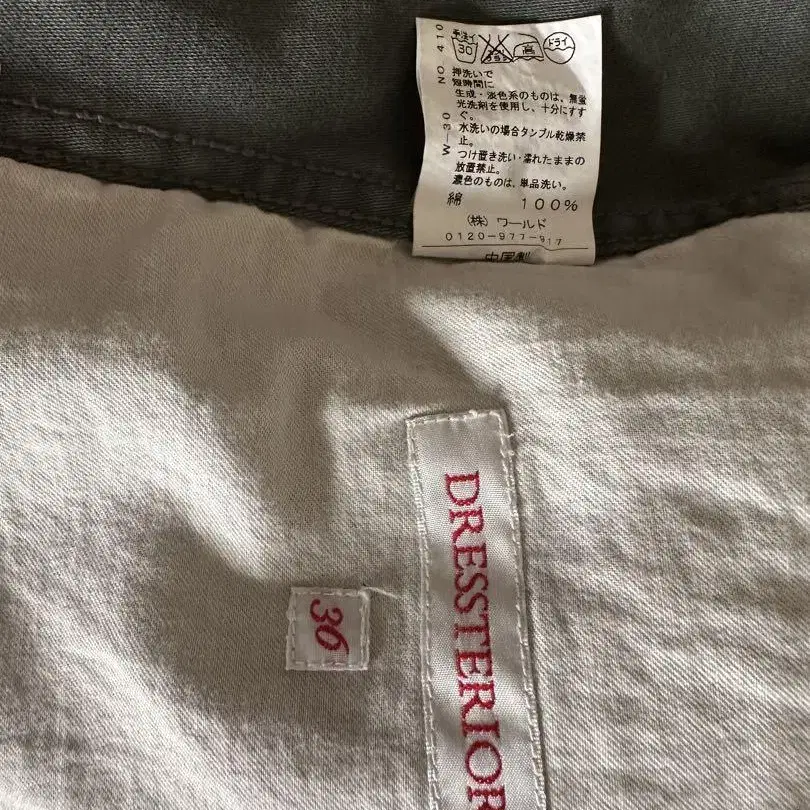 手洗イ
30
高
ドライ
NO. 410
W-30
押洗いで
短時間に
生成・淡色系のものは、無蛍
光洗剤を使用し、十分にすす
ぐ。
水洗いの場合タンブル乾燥禁
止。
つけ置き洗い・濡れたままの
放置禁止。
濃色のものは、単品洗い。
綿 100%
(株) ワールド
0120-977-917
中国製
DRESSTERIOR
36